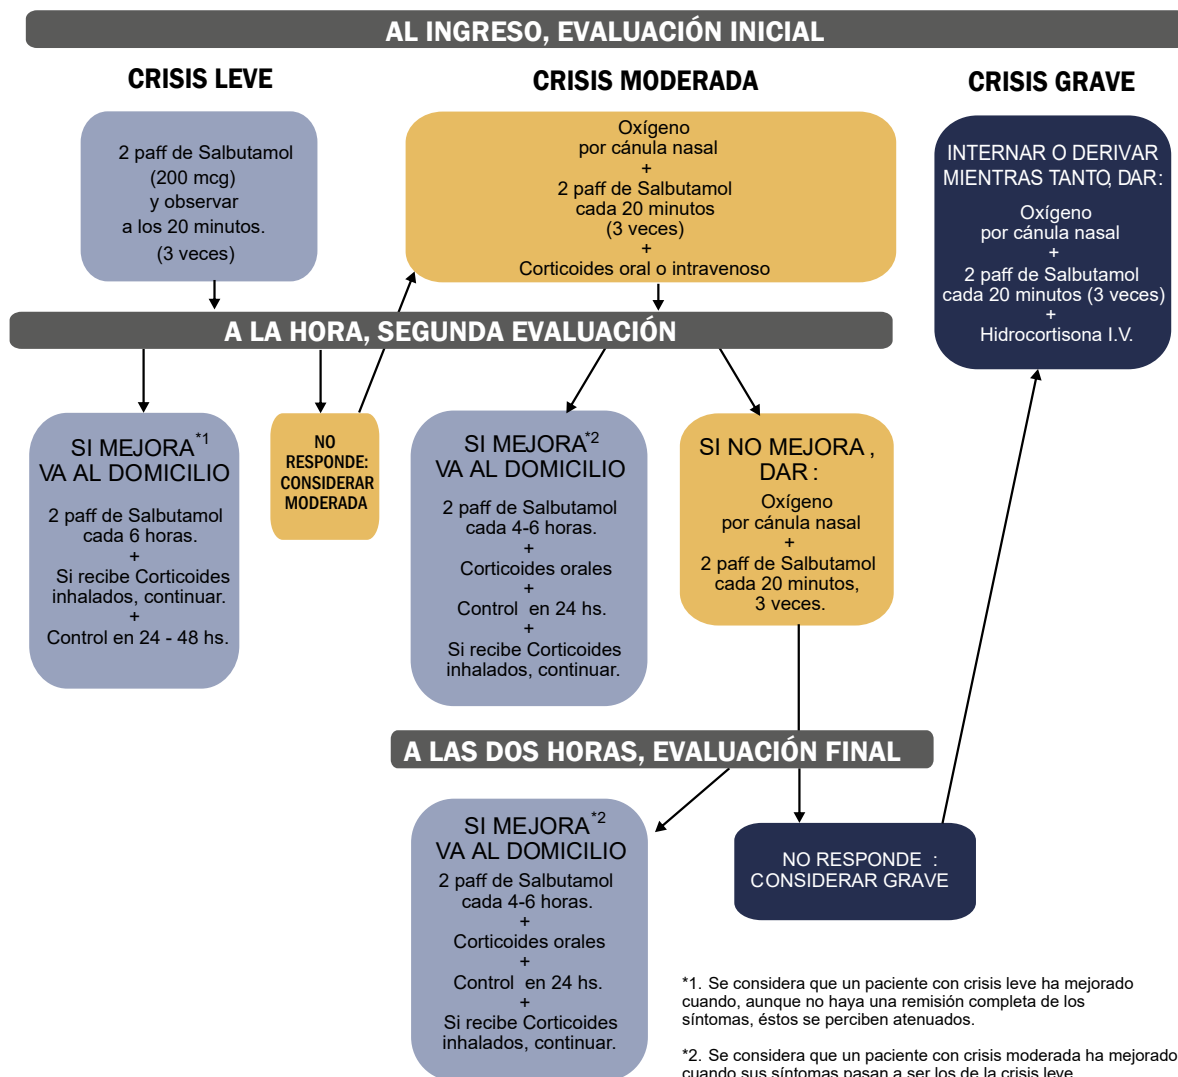 AL INGRESO, EVALUACIÓN INICIAL
CRISIS LEVE
2 paff de Salbutamol
(200 mcg)
y observar
a los 20 minutos.
(3 veces)
CRISIS MODERADA
Oxígeno
por cánula nasal
+
2 paff de Salbutamol
cada 20 minutos
(3 veces)
+
Corticoides oral o intravenoso
CRISIS GRAVE
INTERNAR O DERIVAR
MIENTRAS TANTO, DAR:
Oxígeno
por cánula nasal
+
2 paff de Salbutamol
cada 20 minutos (3 veces)
+
Hidrocortisona I.V.
A LA HORA, SEGUNDA EVALUACIÓN
SI MEJORA*1
VA AL DOMICILIO
2 paff de Salbutamol
cada 6 horas.
+
Si recibe Corticoides
inhalados, continuar.
+
Control en 24 - 48 hs.
NO
RESPONDE:
CONSIDERAR
MODERADA
SI MEJORA*2
VA AL DOMICILIO
2 paff de Salbutamol
cada 4-6 horas.
+
Corticoides orales
+
Control en 24 hs.
+
Si recibe Corticoides
inhalados, continuar.
SI NO MEJORA ,
DAR :
Oxígeno
por cánula nasal
+
2 paff de Salbutamol
cada 20 minutos,
3 veces.
A LAS DOS HORAS, EVALUACIÓN FINAL
SI MEJORA*2
VA AL DOMICILIO
2 paff de Salbutamol
cada 4-6 horas.
+
Corticoides orales
+
Control en 24 hs.
+
Si recibe Corticoides
inhalados, continuar.
NO RESPONDE :
CONSIDERAR GRAVE
*1. Se considera que un paciente con crisis leve ha mejorado
cuando, aunque no haya una remisión completa de los
síntomas, éstos se perciben atenuados.
*2. Se considera que un paciente con crisis moderada ha mejorado
cuando sus síntomas pasan a ser los de la crisis leve.